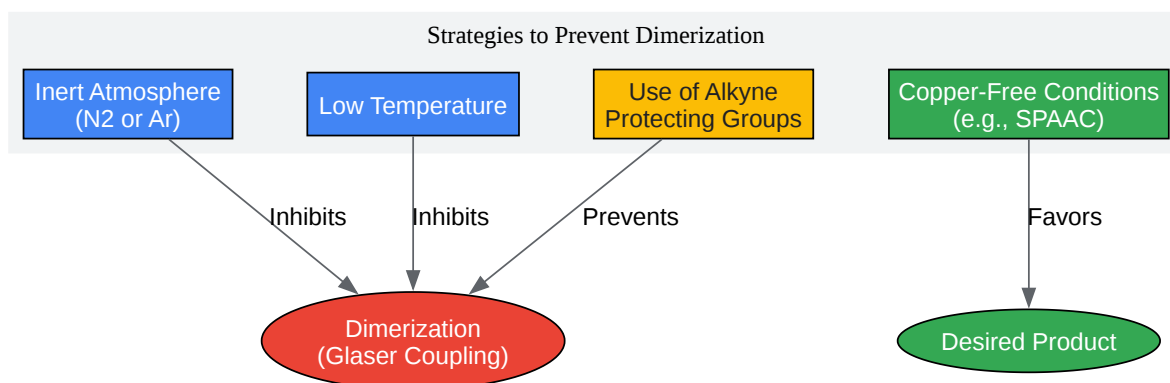 Strategies to Prevent Dimerization
Inert Atmosphere
(N2 or Ar)
Low Temperature
Use of Alkyne
Protecting Groups
Copper-Free Conditions
(e.g., SPAAC)
Inhibits
Inhibits
Prevents
Favors
Dimerization
(Glaser Coupling)
Desired Product